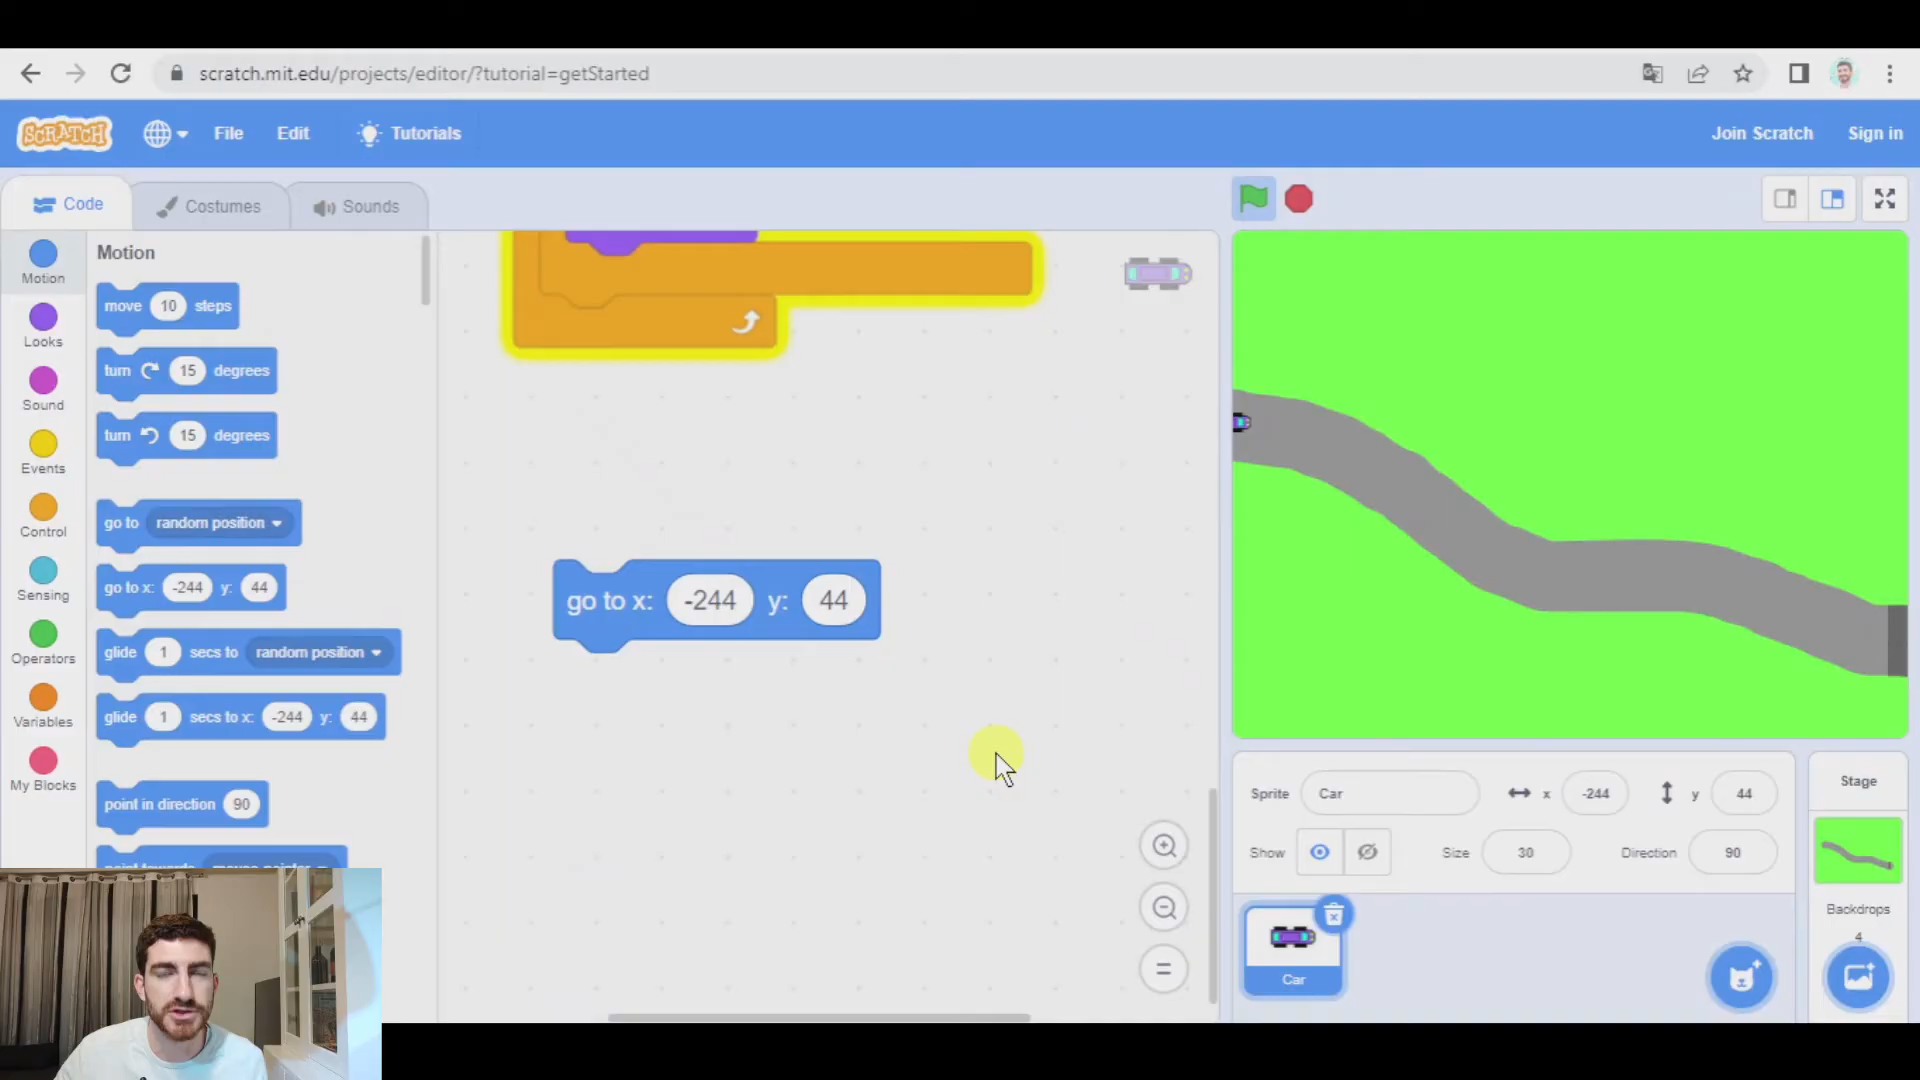 scratch.mit.edu/projects/editor/?tutorial=getStarted
SCRATCH
File
Edit
Tutorials
Join Scratch
Sign in
Code
Costumes
Sounds
Motion
Looks
Sound
Events
Control
Sensing
Operators
Variables
My Blocks
Motion
move 10 steps
turn 15 degrees
turn 15 degrees
go to random position
go to x: -244 y: 44
glide 1 secs to random position
glide 1 secs to x: -244 y: 44
point in direction 90
point towards mouse-pointer
go to x: -244 y: 44
Sprite Car x -244 y 44
Show Size 30 Direction 90
Car
Stage
Backdrops
4